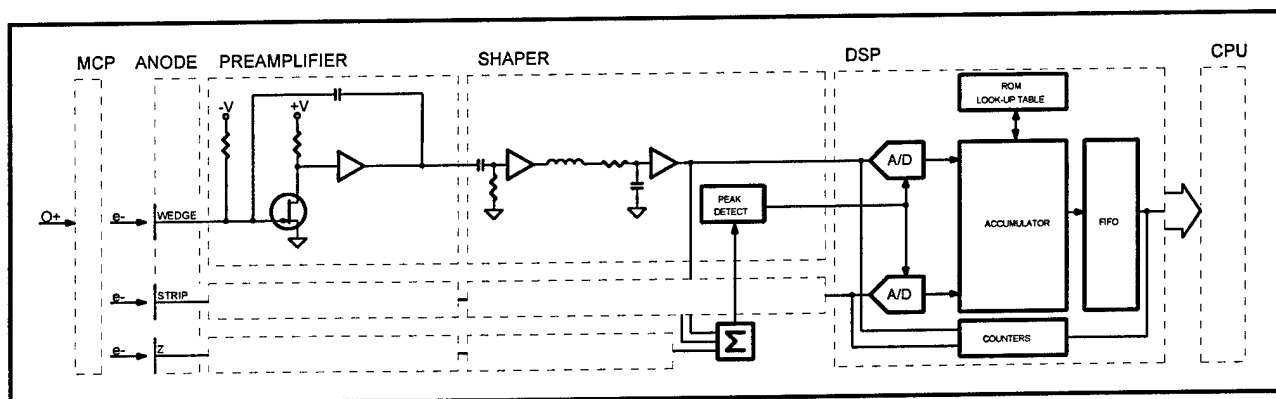 MCP
ANODE
PREAMPLIFIER
SHAPER
DSP
CPU
-V
+V
ROM
LOOK-UP TABLE
A/D
O+
e-
WEDGE
PEAK
DETECT
ACCUMULATOR
FIFO
e-
STRIP
A/D
e-
Z
Σ
COUNTERS